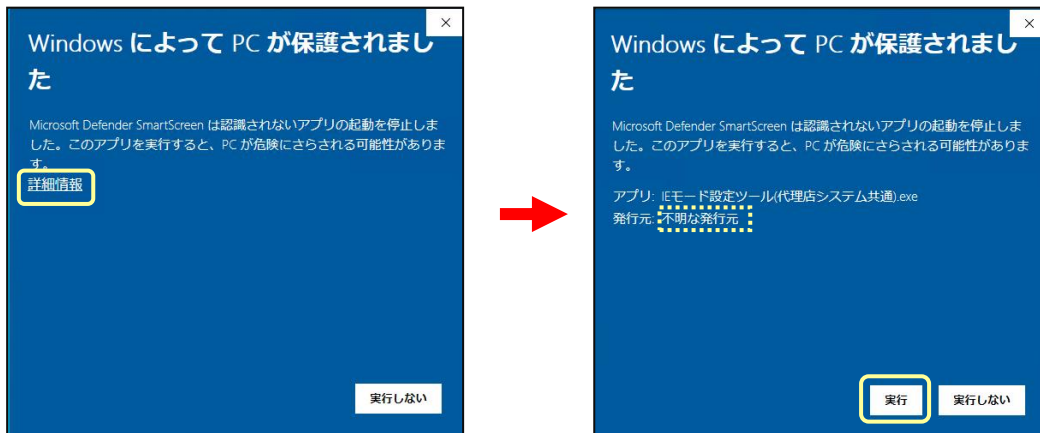 Windows によって PC が保護されまし
た
Microsoft Defender SmartScreen は認識されないアプリの起動を停止しま
した。このアプリを実行すると、PC が危険にさらされる可能性がありま
す。
詳細情報
実行しない
Windows によって PC が保護されまし
た
Microsoft Defender SmartScreen は認識されないアプリの起動を停止しま
した。このアプリを実行すると、PC が危険にさらされる可能性がありま
す。
アプリ: IEモード設定ツール(代理店システム共通).exe
発行元: 不明な発行元
実行
実行しない